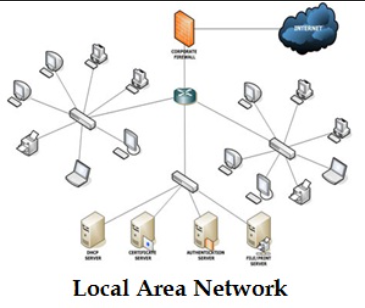 INTERNET
CORPORATE
FIREWALL
DHCP
SERVER
CERTIFICATE
SERVER
AUTHENTICATION
SERVER
FILE/PRINT
SERVER
Local Area Network